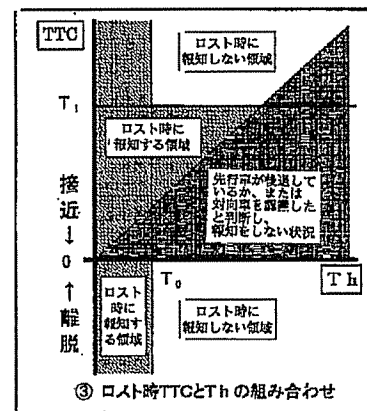 TTC
ロスト時に
報知しない領域
T₁
ロスト時に
報知する領域
先行車が後退して
いるか、または
対向車を誤捕した
と判断し、
報知をしない状況
接近↓0↑離脱
T₀
Th
ロスト時
に報知す
る領域
ロスト時に
報知しない領域
③ ロスト時TTCとThの組み合わせ